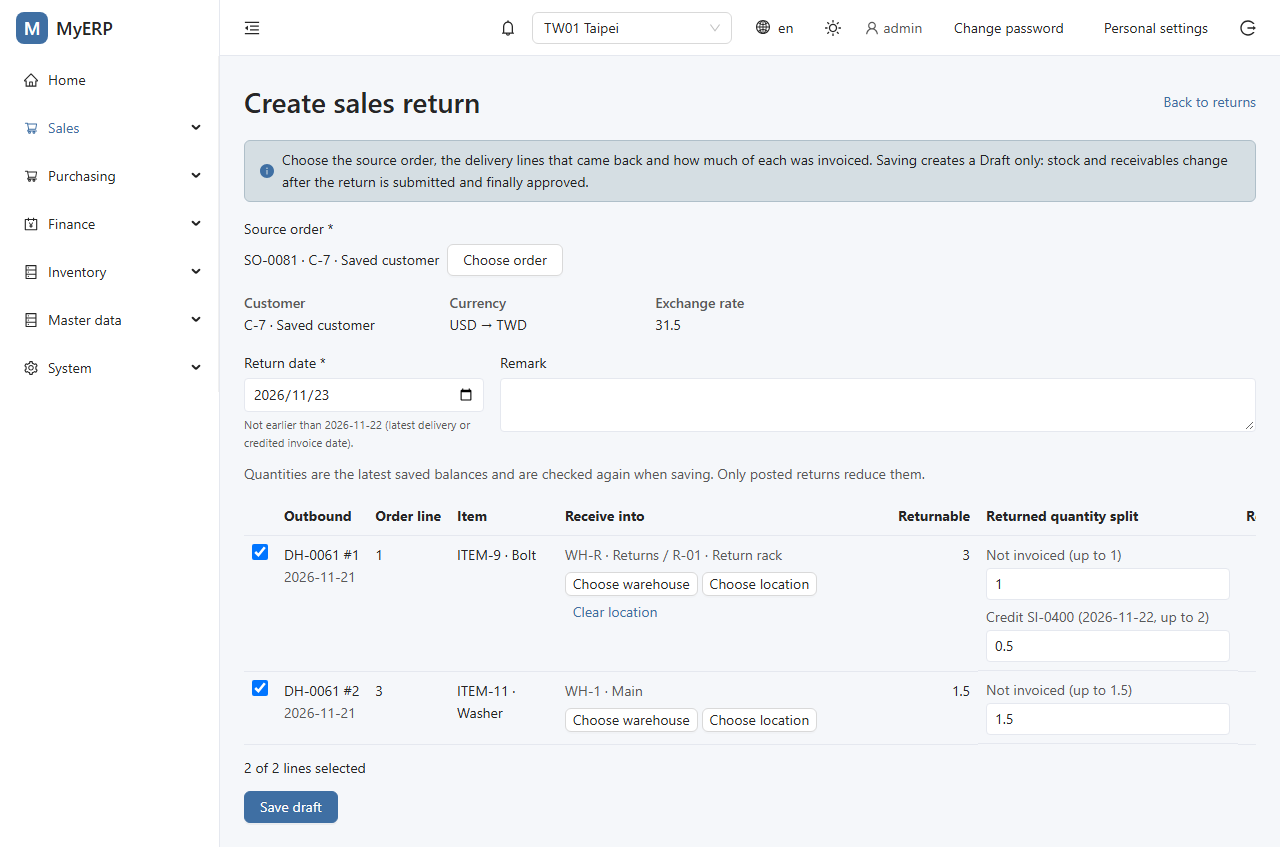 M MyERP
TW01 Taipei
en
admin
Change password
Personal settings
Home
Sales
Purchasing
Finance
Inventory
Master data
System
Create sales return
Back to returns
Choose the source order, the delivery lines that came back and how much of each was invoiced. Saving creates a Draft only: stock and receivables change
after the return is submitted and finally approved.
Source order *
SO-0081 · C-7 · Saved customer
Choose order
Customer
C-7 · Saved customer
Currency
USD → TWD
Exchange rate
31.5
Return date *
2026/11/23
Not earlier than 2026-11-22 (latest delivery or
credited invoice date).
Remark
Quantities are the latest saved balances and are checked again when saving. Only posted returns reduce them.
Outbound Order line Item Receive into Returnable Returned quantity split
DH-0061 #1
2026-11-21
1
ITEM-9 · Bolt
WH-R · Returns / R-01 · Return rack
Choose warehouse Choose location
Clear location
3
Not invoiced (up to 1)
1
Credit SI-0400 (2026-11-22, up to 2)
0.5
DH-0061 #2
2026-11-21
3
ITEM-11 ·
Washer
WH-1 · Main
Choose warehouse Choose location
1.5
Not invoiced (up to 1.5)
1.5
2 of 2 lines selected
Save draft